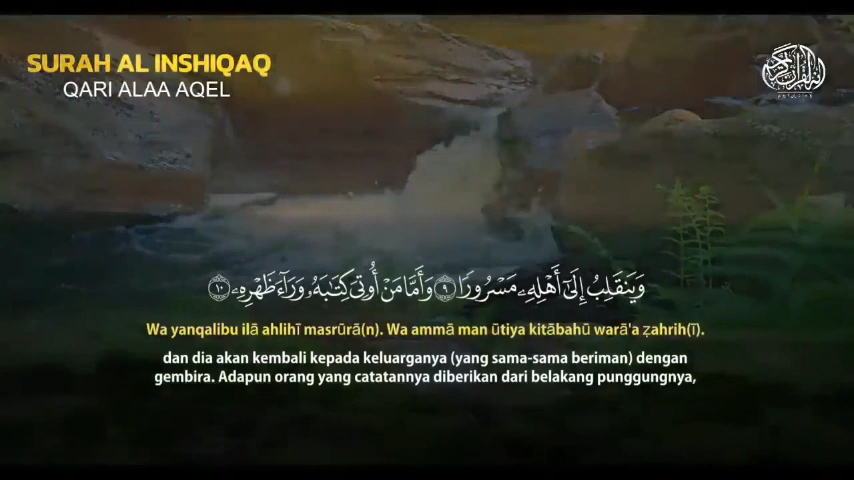 SURAH AL INSHIQAQ
QARI ALAA AQEL
القرآن الكريم
وَيَنقَلِبُ إِلَىٰٓ أَهْلِهِۦ مَسْرُورًا ٩ وَأَمَّا مَنْ أُوتِىَ كِتَٰبَهُۥ وَرَآءَ ظَهْرِهِۦ ١٠
Wa yanqalibu ilā ahlihī masrūrā(n). Wa ammā man ūtiya kitābahū warā'a ẓahrih(ī).
dan dia akan kembali kepada keluarganya (yang sama-sama beriman) dengan
gembira. Adapun orang yang catatannya diberikan dari belakang punggungnya,